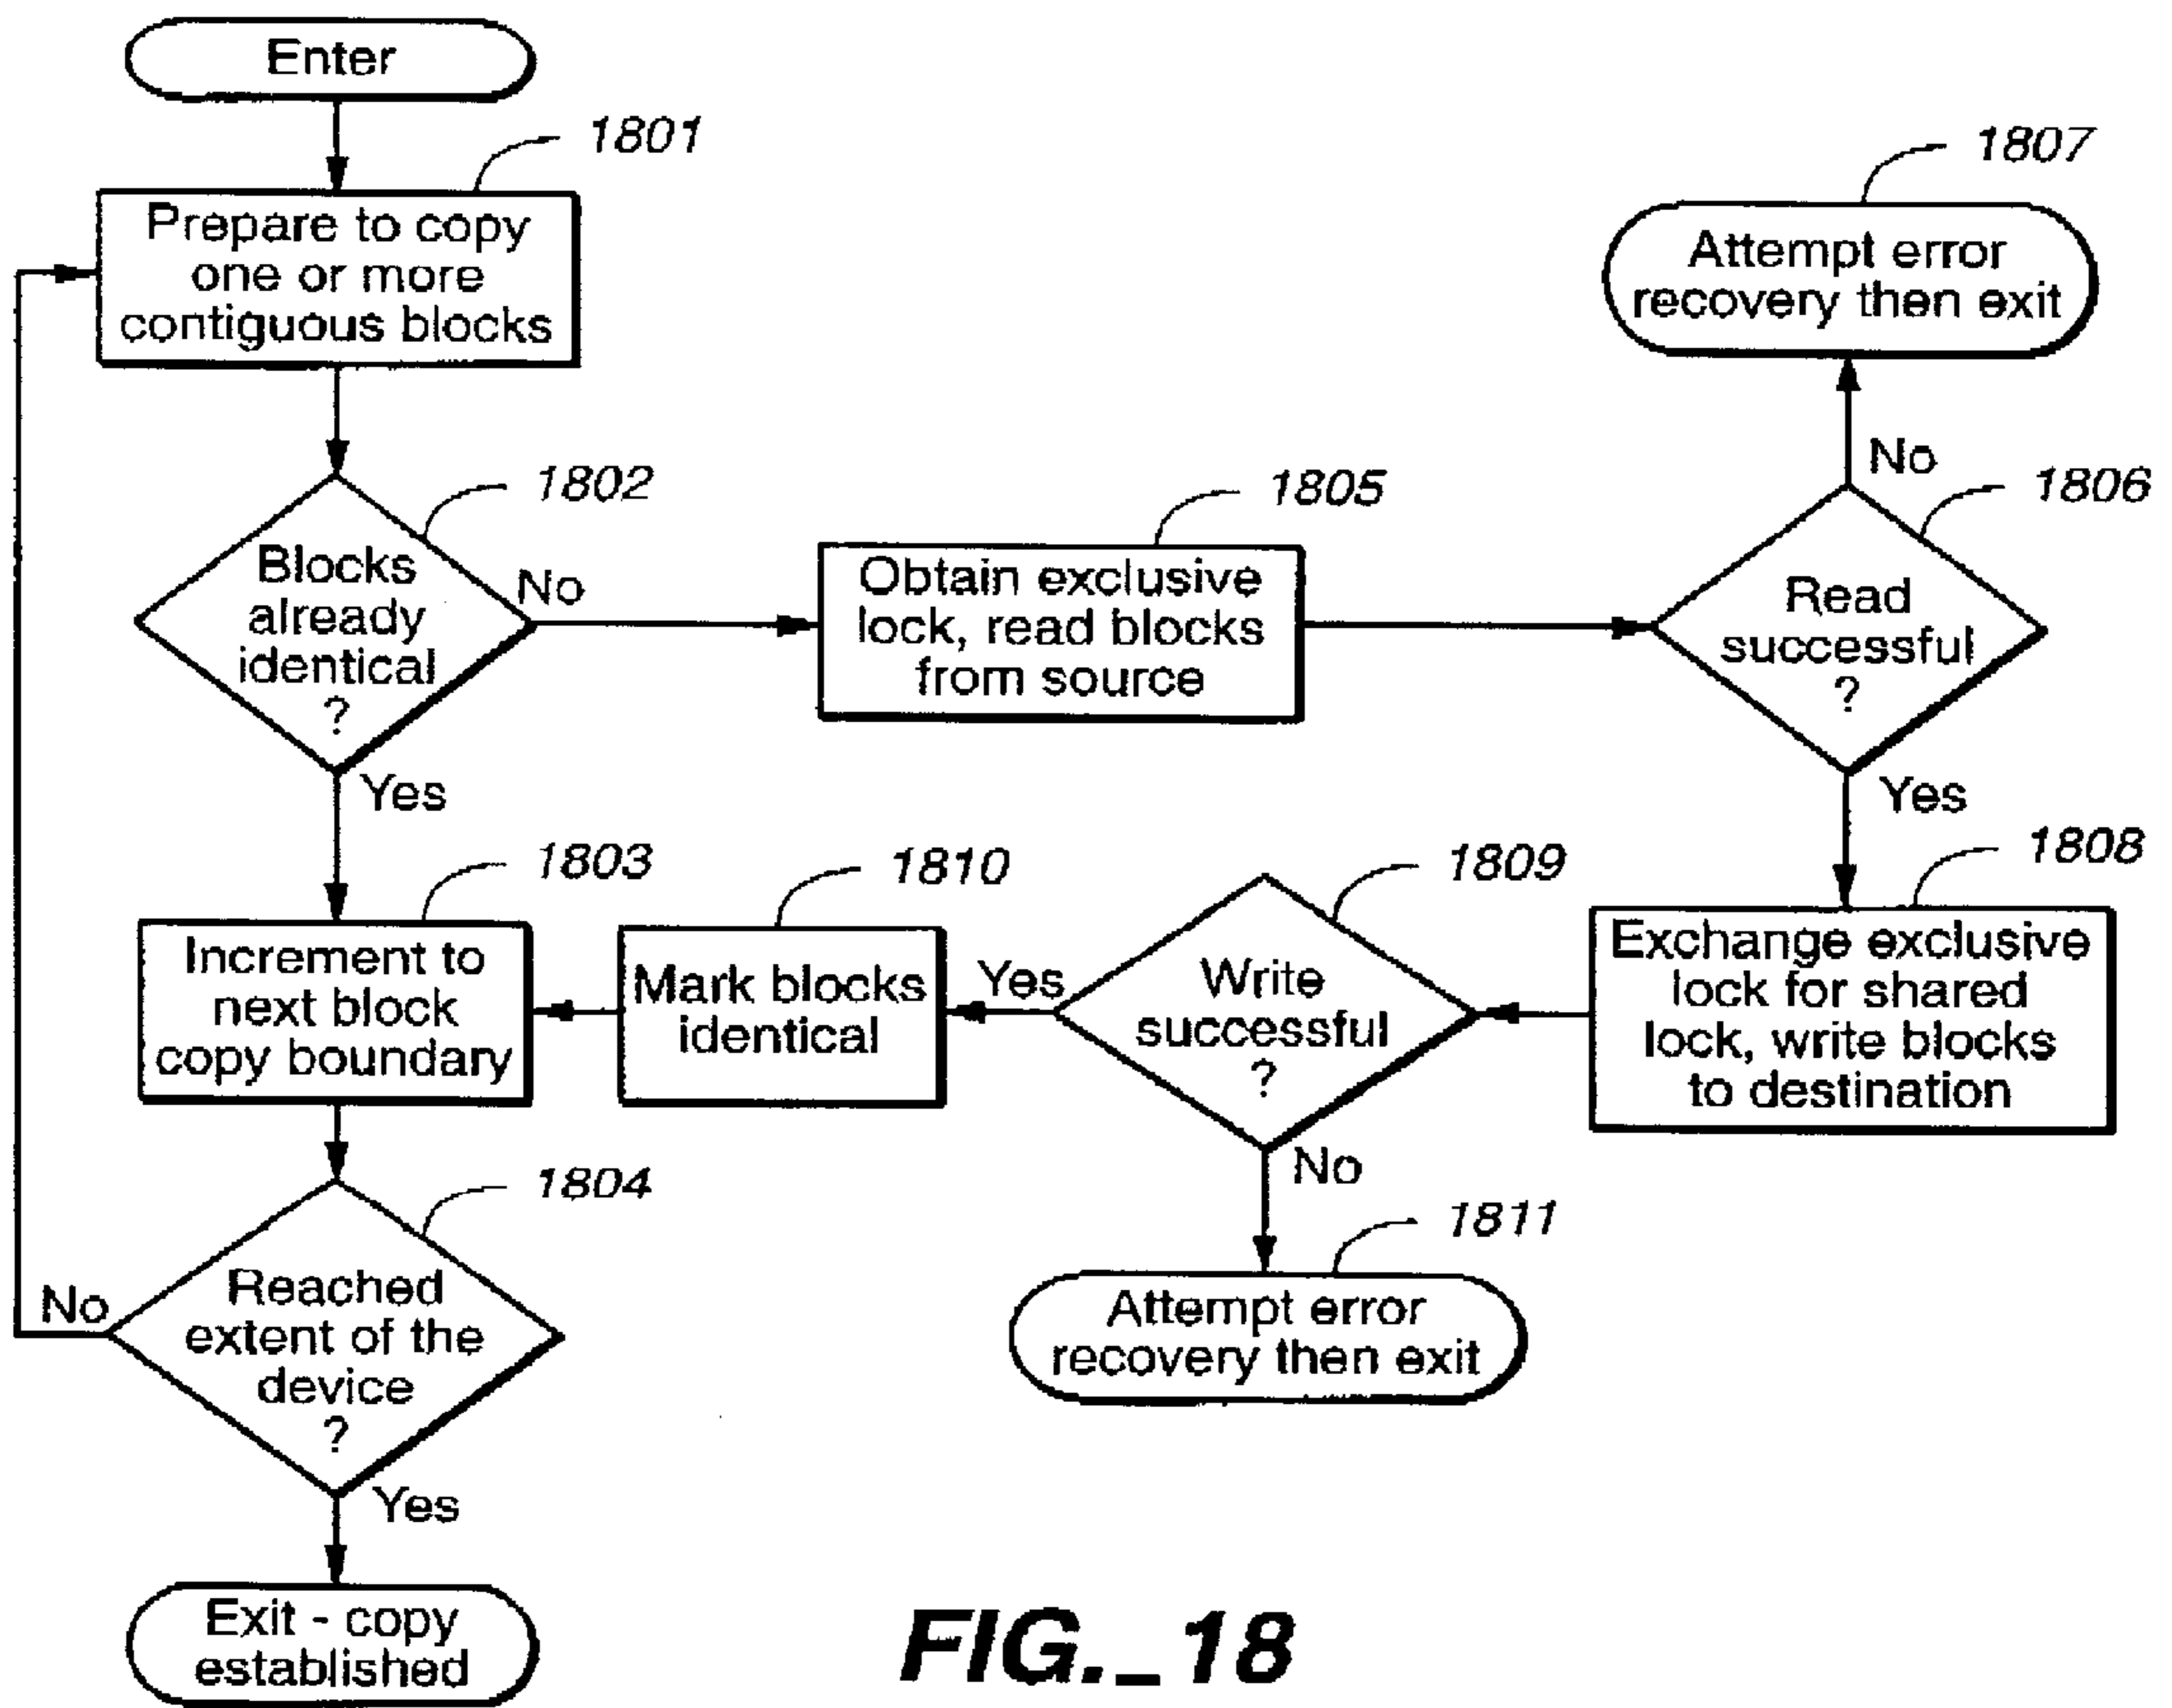 Enter
1801
Prepare to copy
one or more
contiguous blocks
1802
Blocks
already
identical
?
No
Yes
1805
Obtain exclusive
lock, read blocks
from source
1807
Attempt error
recovery then exit
No
1806
Read
successful
?
Yes
1808
Exchange exclusive
lock for shared
lock, write blocks
to destination
1809
Write
successful
?
Yes
No
1810
Mark blocks
identical
1803
Increment to
next block
copy boundary
1811
Attempt error
recovery then exit
1804
Reached
extent of the
device
?
No
Yes
Exit - copy
established
FIG._18